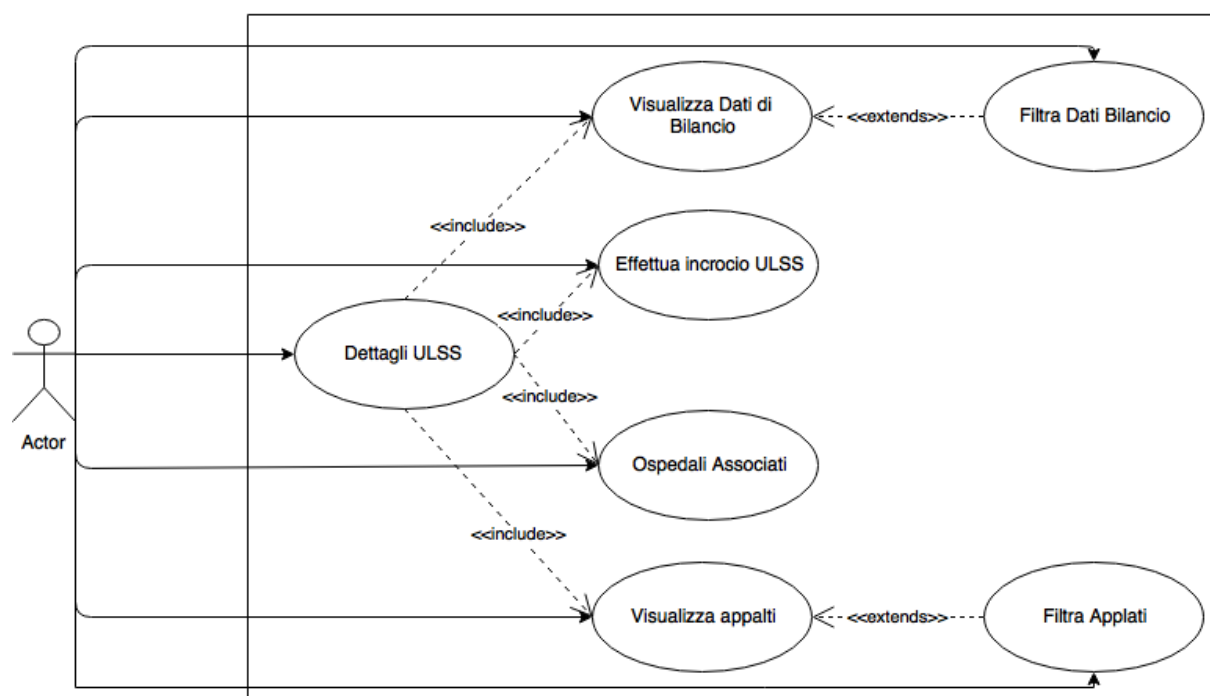 Visualizza Dati di
Bilancio
<<extends>>
Filtra Dati Bilancio
<<include>>
Effettua incrocio ULSS
<<include>>
Dettagli ULSS
<<include>>
Actor
Ospedali Associati
<<include>>
Visualizza appalti
<<extends>>
Filtra Applati